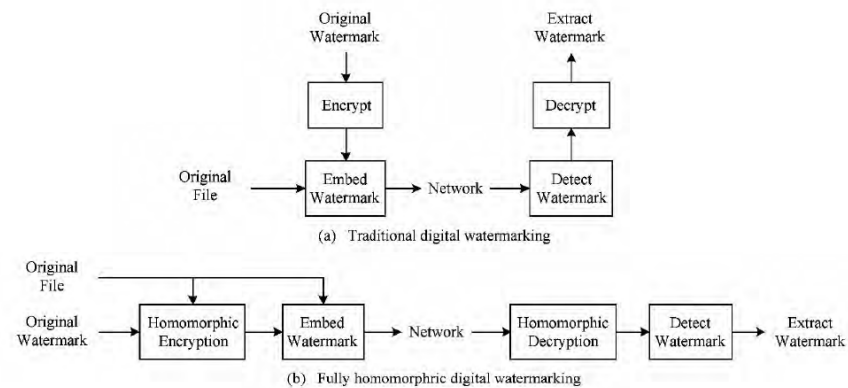 Original
Watermark
Extract
Watermark
Encrypt
Decrypt
Original
File
Embed
Watermark
Network
Detect
Watermark
(a) Traditional digital watermarking
Original
File
Original
Watermark
Homomorphic
Encryption
Embed
Watermark
Network
Homomorphic
Decryption
Detect
Watermark
Extract
Watermark
(b) Fully homomorphric digital watermarking